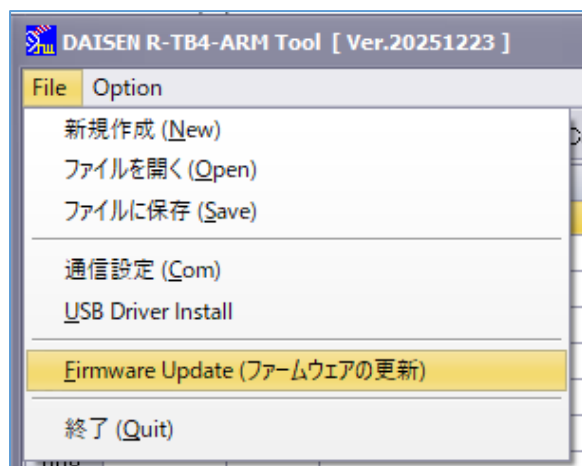 DAISEN R-TB4-ARM Tool [ Ver.20251223 ]
File Option
新規作成 (New)
ファイルを開く (Open)
ファイルに保存 (Save)
通信設定 (Com)
USB Driver Install
Firmware Update (ファームウェアの更新)
終了 (Quit)